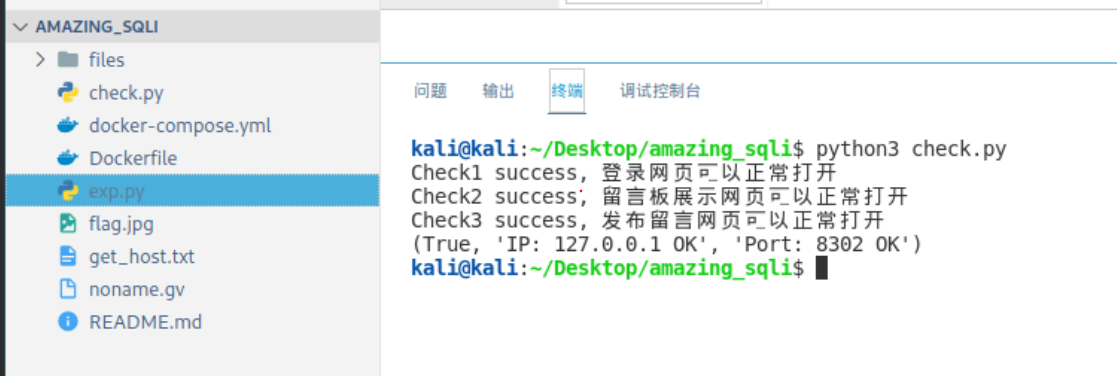 AMAZING_SQLI
files
check.py
docker-compose.yml
Dockerfile
exp.py
flag.jpg
get_host.txt
noname.gv
README.md
问题 输出 终端 调试控制台
kali@kali:~/Desktop/amazing_sqli$ python3 check.py
Check1 success, 登录网页可以正常打开
Check2 success, 留言板展示网页可以正常打开
Check3 success, 发布留言网页可以正常打开
(True, 'IP: 127.0.0.1 OK', 'Port: 8302 OK')
kali@kali:~/Desktop/amazing_sqli$